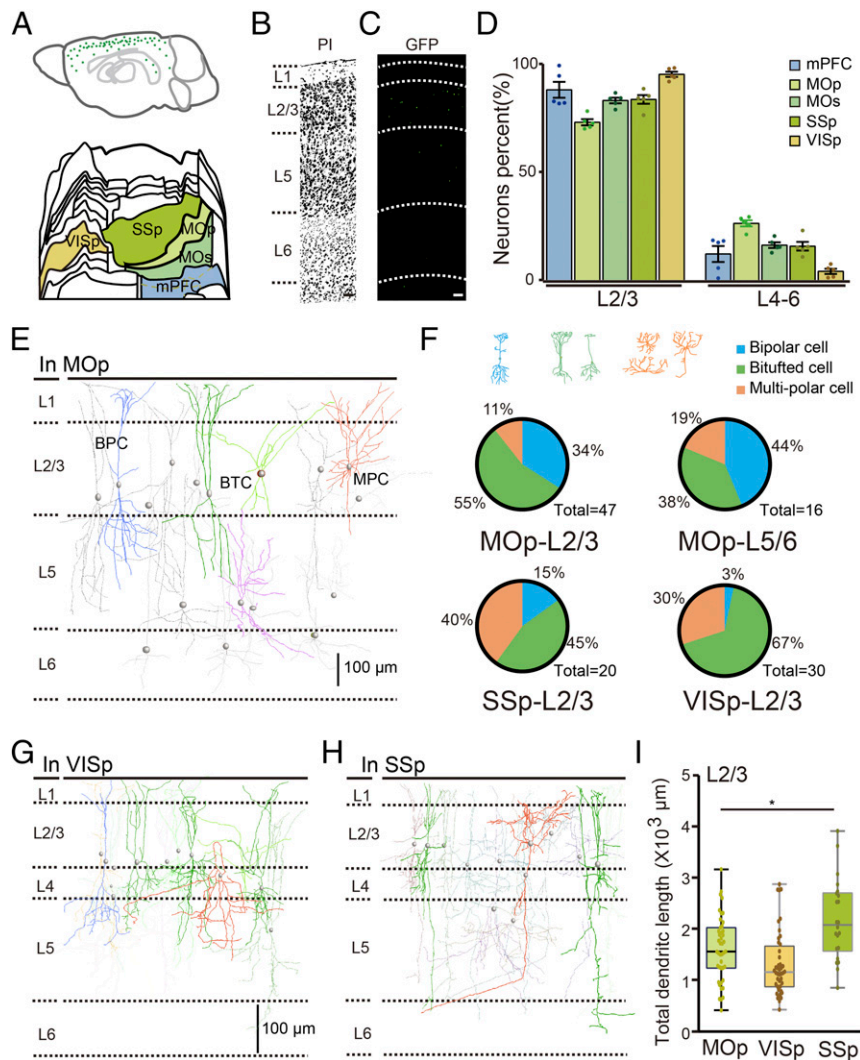 A
VISp
SSp
MOp
MOs
mPFC
B
PI
L1
L2/3
L5
L6
C
GFP
D
Neurons percent(%)
100
50
0
L2/3
L4-6
mPFC
MOp
MOs
SSp
VISp
E
In MOp
L1
L2/3
L5
L6
BPC
BTC
MPC
100 μm
F
Bipolar cell
Bitufted cell
Multi-polar cell
11%
34%
55%
Total=47
MOp-L2/3
19%
44%
38%
Total=16
MOp-L5/6
15%
40%
45%
Total=20
SSp-L2/3
3%
30%
67%
Total=30
VISp-L2/3
G
In VISp
L1
L2/3
L4
L5
L6
100 μm
H
In SSp
L1
L2/3
L4
L5
L6
I
L2/3
Total dendritc length (X10³ μm)
5
4
3
2
1
0
*
MOp
VISp
SSp